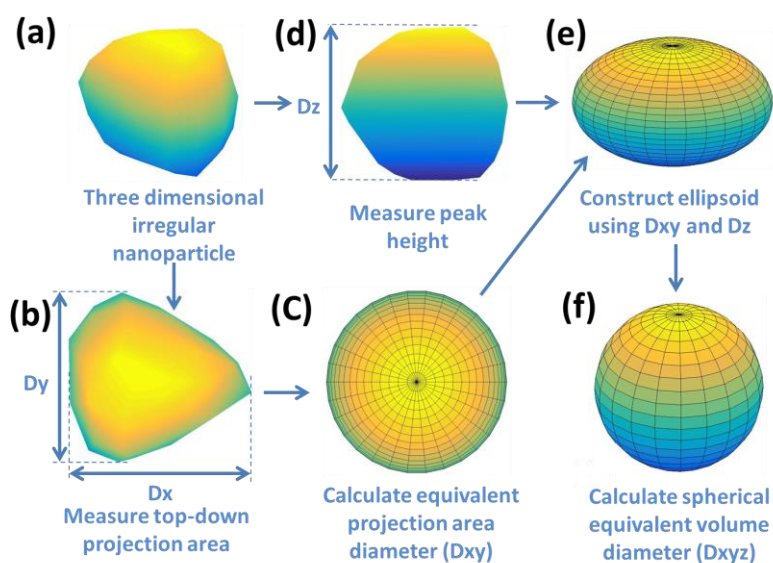 (a)
(d)
(e)
Dz
Three dimensional
irregular
nanoparticle
Measure peak
height
Construct ellipsoid
using Dxy and Dz
(b)
(C)
(f)
Dy
Dx
Measure top-down
projection area
Calculate equivalent
projection area
diameter (Dxy)
Calculate spherical
equivalent volume
diameter (Dxyz)